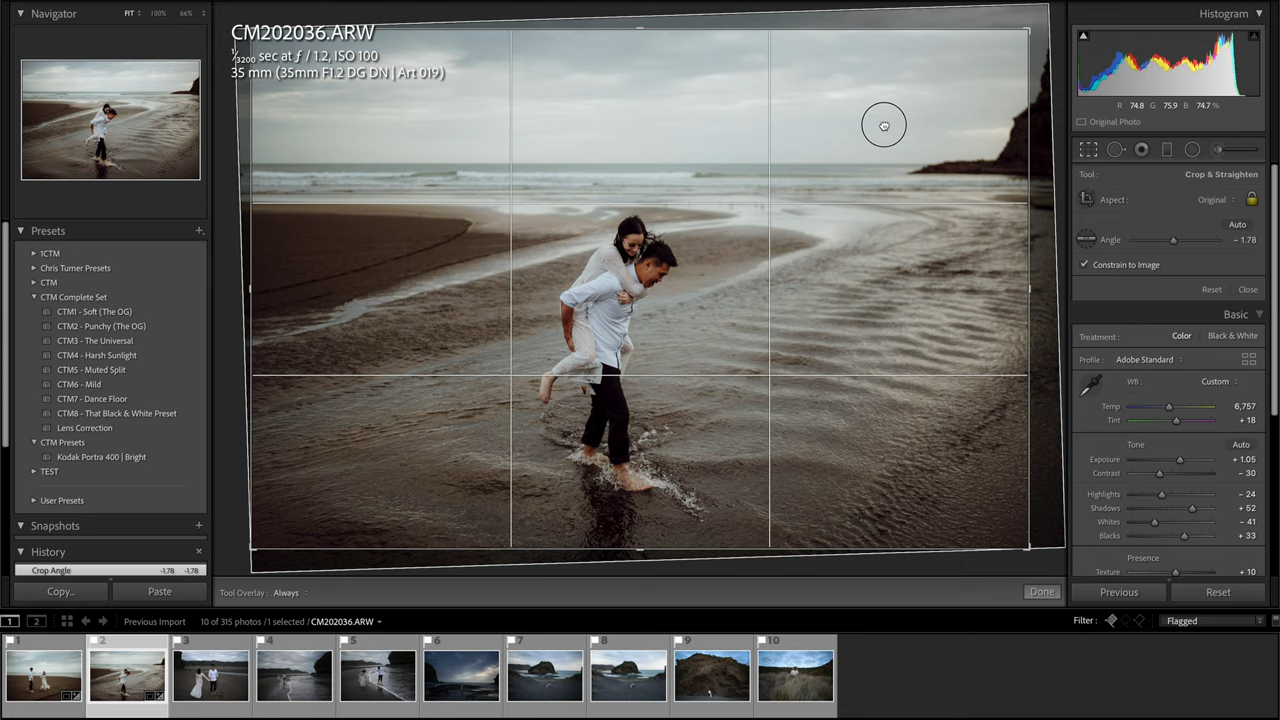 Navigator
FIT
100%
66%
CM202036.ARW
1/3200 sec at ƒ / 1.2, ISO 100
35 mm (35mm F1.2 DG DN | Art 019)
Histogram
R 74.8 G 75.9 B 74.7 %
Original Photo
Tool : Crop & Straighten
Aspect : Original
Auto
Angle - 1.78
Constrain to Image
Reset Close
Basic
Treatment : Color Black & White
Profile : Adobe Standard
WB : Custom
Temp 6,757
Tint + 18
Tone Auto
Exposure + 1.05
Contrast - 30
Highlights - 24
Shadows + 52
Whites - 41
Blacks + 33
Presence
Texture + 10
Previous Reset
Presets
1CTM
Chris Turner Presets
CTM
CTM Complete Set
CTM1 - Soft (The OG)
CTM2 - Punchy (The OG)
CTM3 - The Universal
CTM4 - Harsh Sunlight
CTM5 - Muted Split
CTM6 - Mild
CTM7 - Dance Floor
CTM8 - That Black & White Preset
Lens Correction
CTM Presets
Kodak Portra 400 | Bright
TEST
User Presets
Snapshots
History
Crop Angle -1.78 -1.78
Copy... Paste
Tool Overlay : Always
Done
1 2 Previous Import 10 of 315 photos / 1 selected / CM202036.ARW
Filter : Flagged
1 2 3 4 5 6 7 8 9 10